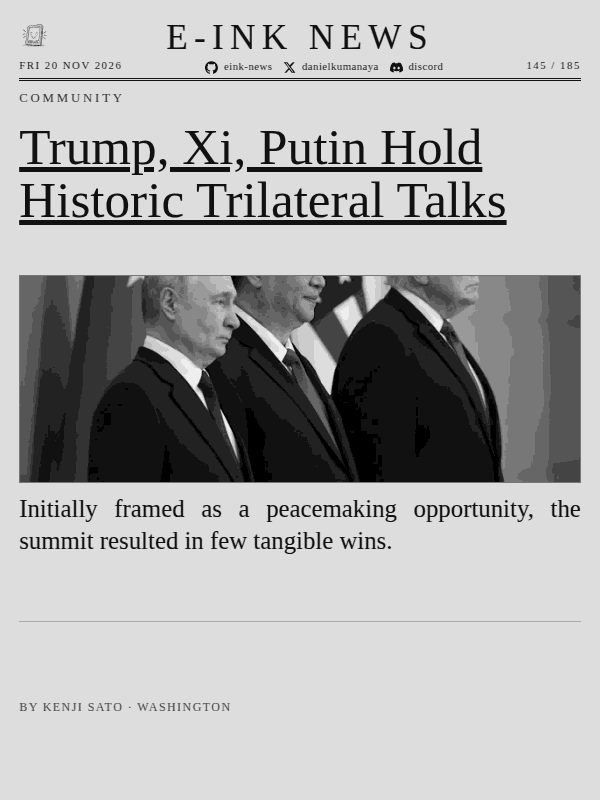 E-INK NEWS
FRI 20 NOV 2026
eink-news danielkumanaya discord
145 / 185
COMMUNITY
Trump, Xi, Putin Hold
Historic Trilateral Talks
Initially framed as a peacemaking opportunity, the
summit resulted in few tangible wins.
BY KENJI SATO · WASHINGTON